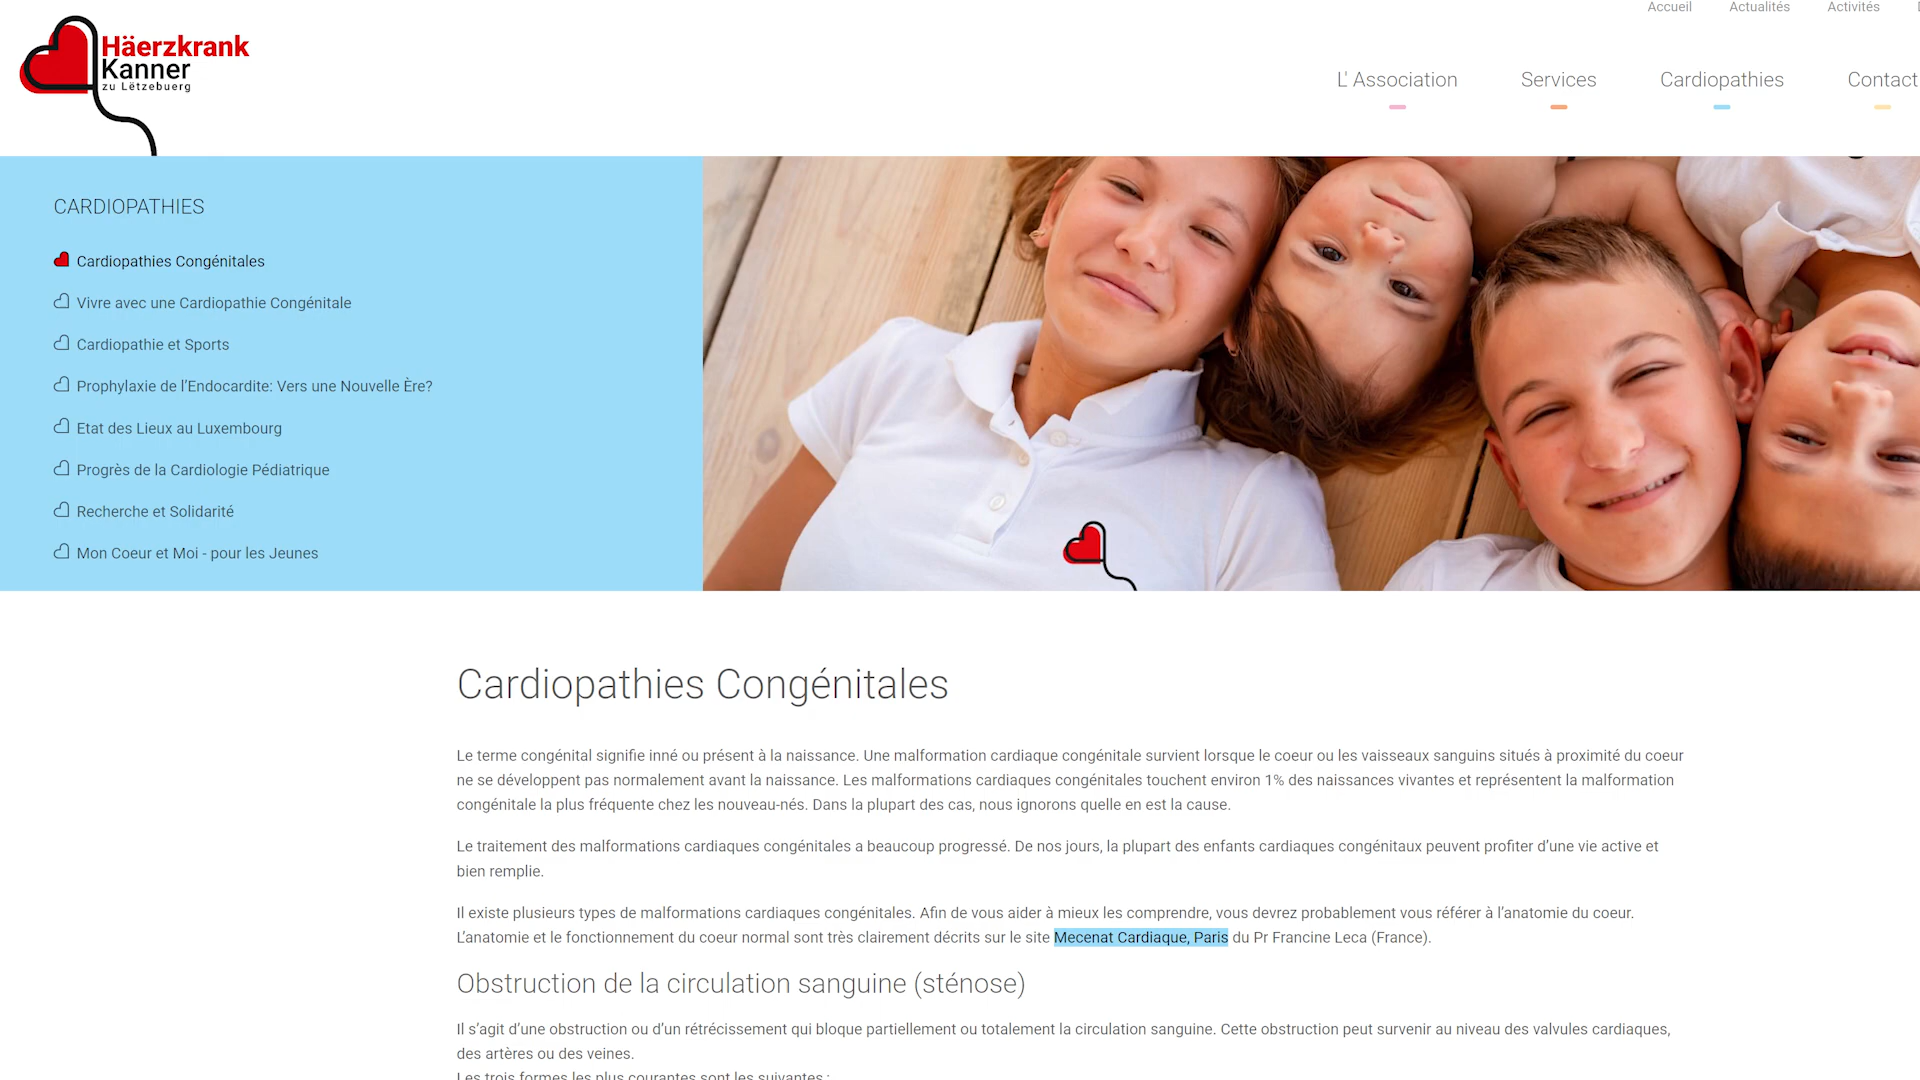 Accueil Actualités Activités
Häerzkrank
Kanner
zu Lëtzebuerg
L' Association Services Cardiopathies Contact
CARDIOPATHIES
Cardiopathies Congénitales
Vivre avec une Cardiopathie Congénitale
Cardiopathie et Sports
Prophylaxie de l’Endocardite: Vers une Nouvelle Ère?
Etat des Lieux au Luxembourg
Progrès de la Cardiologie Pédiatrique
Recherche et Solidarité
Mon Coeur et Moi - pour les Jeunes
Cardiopathies Congénitales
Le terme congénital signifie inné ou présent à la naissance. Une malformation cardiaque congénitale survient lorsque le coeur ou les vaisseaux sanguins situés à proximité du coeur
ne se développent pas normalement avant la naissance. Les malformations cardiaques congénitales touchent environ 1% des naissances vivantes et représentent la malformation
congénitale la plus fréquente chez les nouveau-nés. Dans la plupart des cas, nous ignorons quelle en est la cause.
Le traitement des malformations cardiaques congénitales a beaucoup progressé. De nos jours, la plupart des enfants cardiaques congénitaux peuvent profiter d’une vie active et
bien remplie.
Il existe plusieurs types de malformations cardiaques congénitales. Afin de vous aider à mieux les comprendre, vous devrez probablement vous référer à l’anatomie du coeur.
L’anatomie et le fonctionnement du coeur normal sont très clairement décrits sur le site Mecenat Cardiaque, Paris du Pr Francine Leca (France).
Obstruction de la circulation sanguine (sténose)
Il s’agit d’une obstruction ou d’un rétrécissement qui bloque partiellement ou totalement la circulation sanguine. Cette obstruction peut survenir au niveau des valvules cardiaques,
des artères ou des veines.
Les trois formes les plus courantes sont les suivantes :